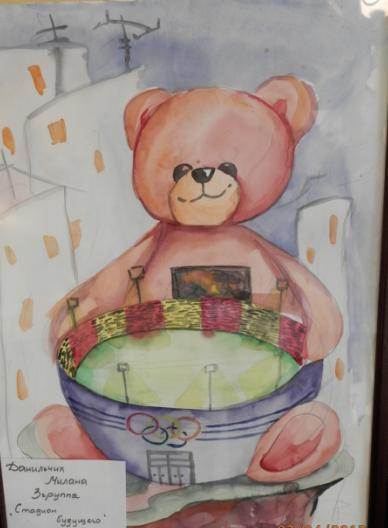 Данильчик
Милана
3 группа
"Стадион
будущего"